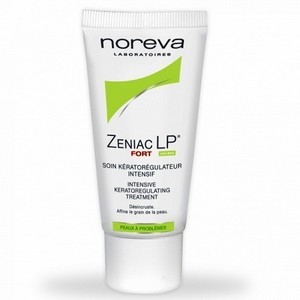 noreva
LABORATOIRES
ZENIAC LP®
FORT
SOIN KÉRATORÉGULATEUR
INTENSIF
INTENSIVE
KERATOREGULATING
TREATMENT
Désincruste.
Affine le grain de la peau.
PEAUX À PROBLÈMES